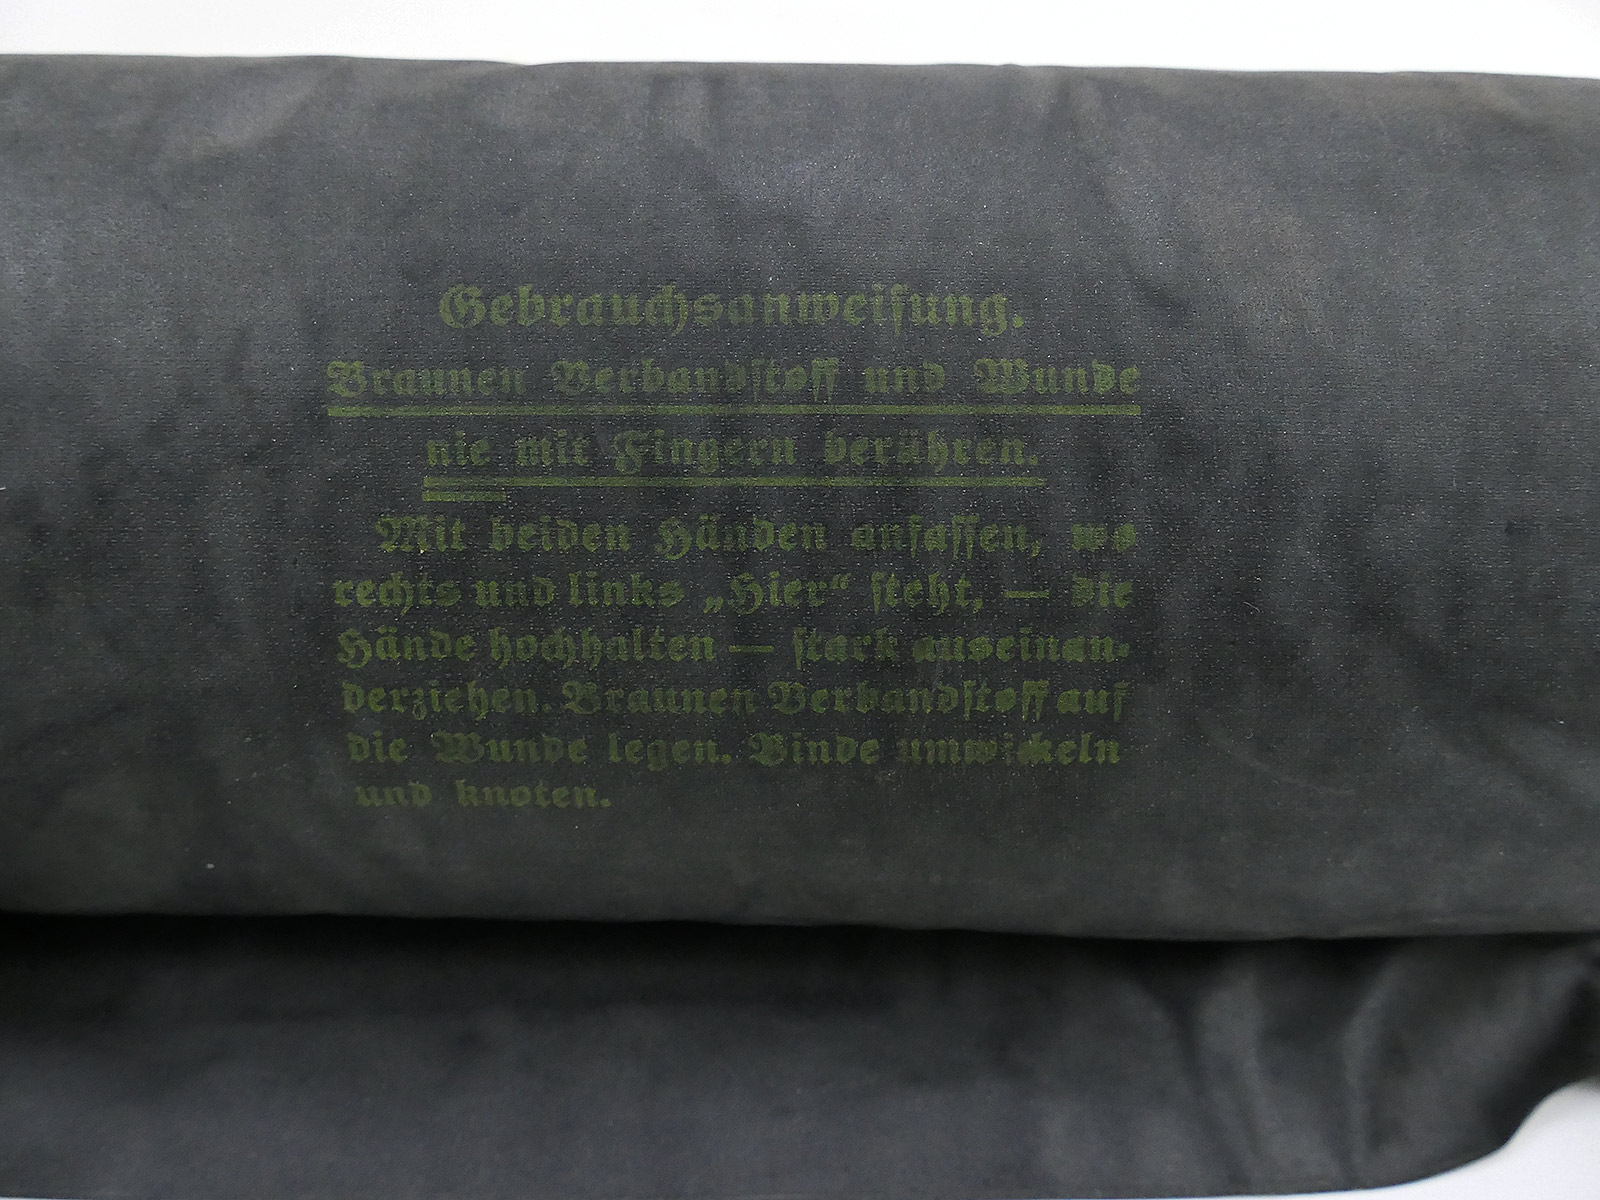 Gebrauchsanweisung.
Braunen Verbandstoff und Wunde
nie mit Fingern berühren.
Mit beiden Händen anfassen, wo
rechts und links „Hier“ steht, — die
Hände hochhalten — stark auseinan-
derziehen. Braunen Verbandstoff auf
die Wunde legen. Binde umwickeln
und knoten.